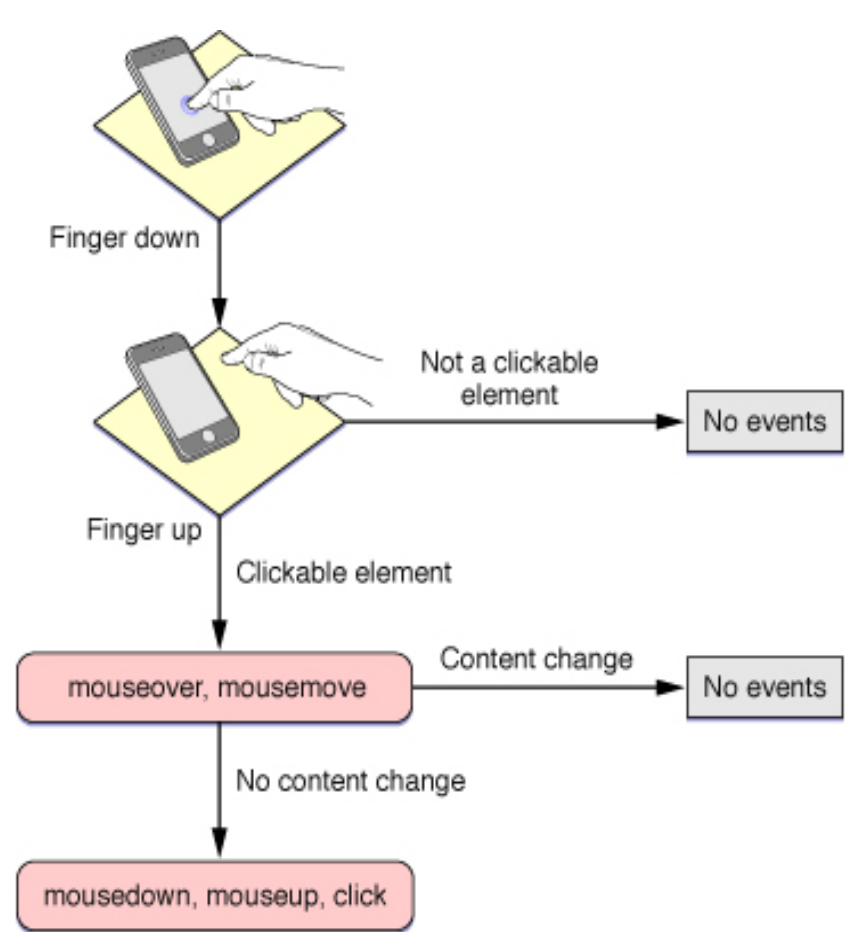 Finger down
Not a clickable
element
No events
Finger up
Clickable element
Content change
mouseover, mousemove
No events
No content change
mousedown, mouseup, click